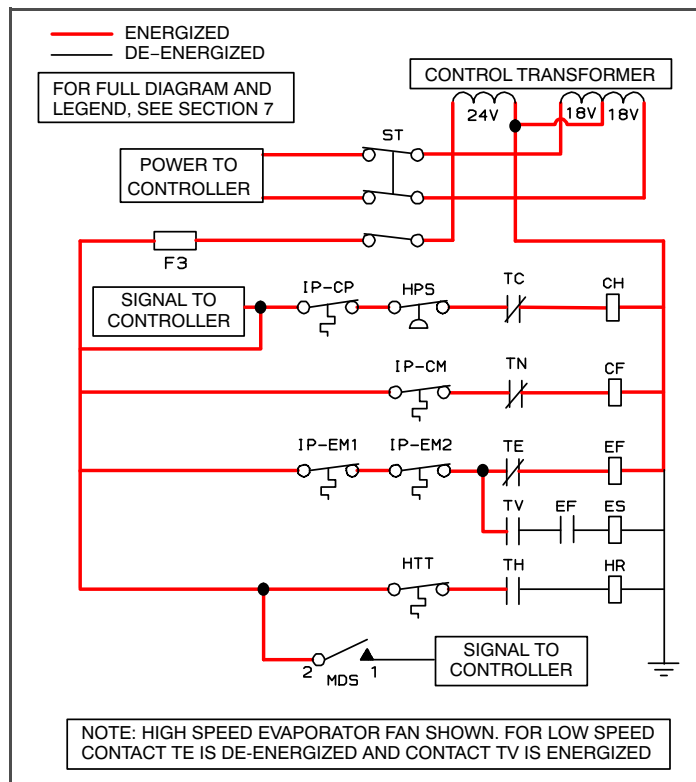 ENERGIZED
DE-ENERGIZED
FOR FULL DIAGRAM AND
LEGEND, SEE SECTION 7
CONTROL TRANSFORMER
24V
18V
18V
ST
POWER TO
CONTROLLER
F3
SIGNAL TO
CONTROLLER
IP-CP
HPS
TC
CH
IP-CM
TN
CF
IP-EM1
IP-EM2
TE
EF
TV
EF
ES
HTT
TH
HR
2
MDS
1
SIGNAL TO
CONTROLLER
NOTE: HIGH SPEED EVAPORATOR FAN SHOWN. FOR LOW SPEED
CONTACT TE IS DE-ENERGIZED AND CONTACT TV IS ENERGIZED